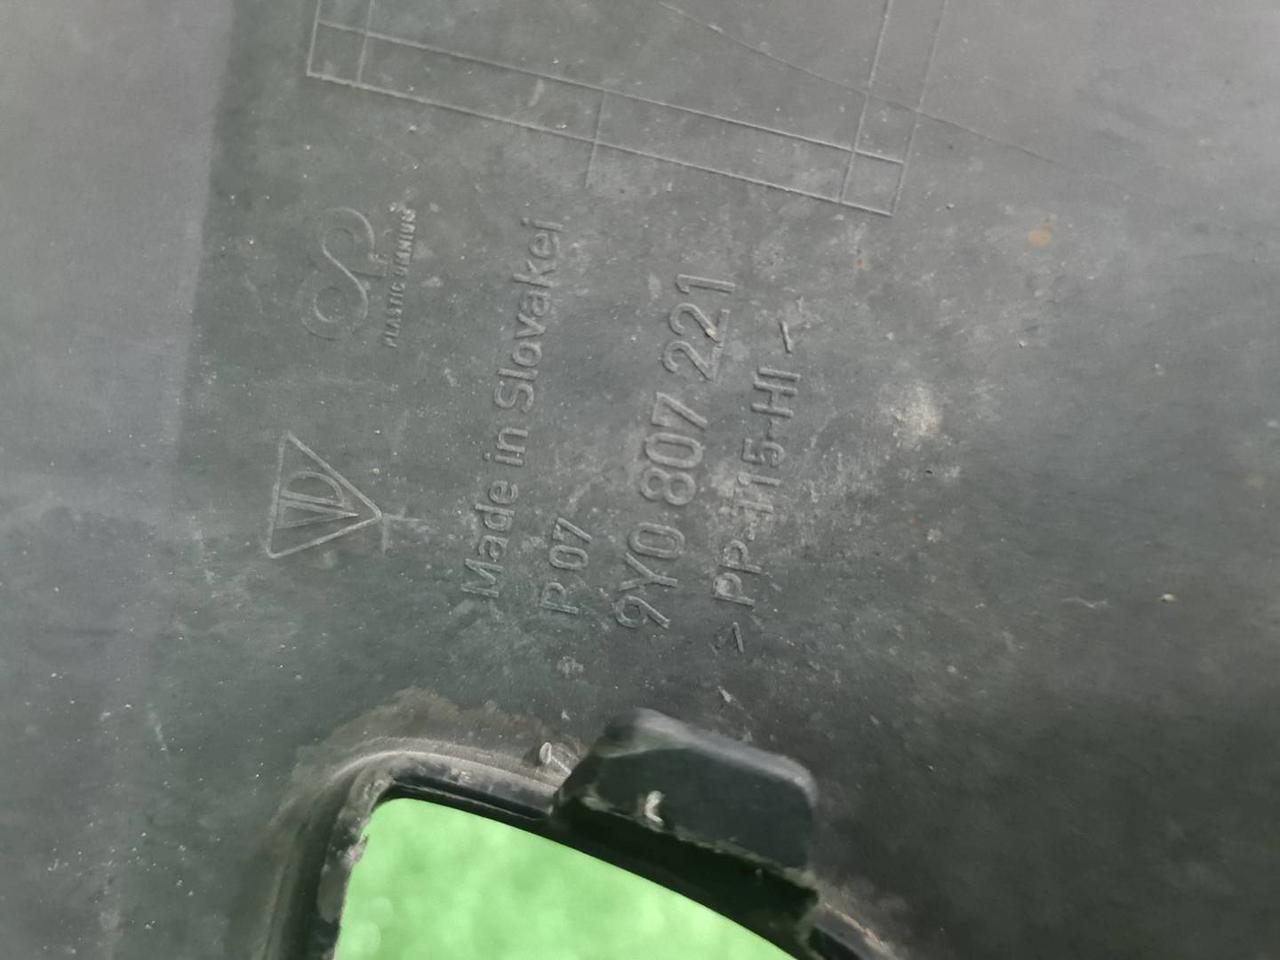 PLASTIC OMNIUM
Made in Slovakei
P 07
9Y0 807 221
> PP-T15-HI <